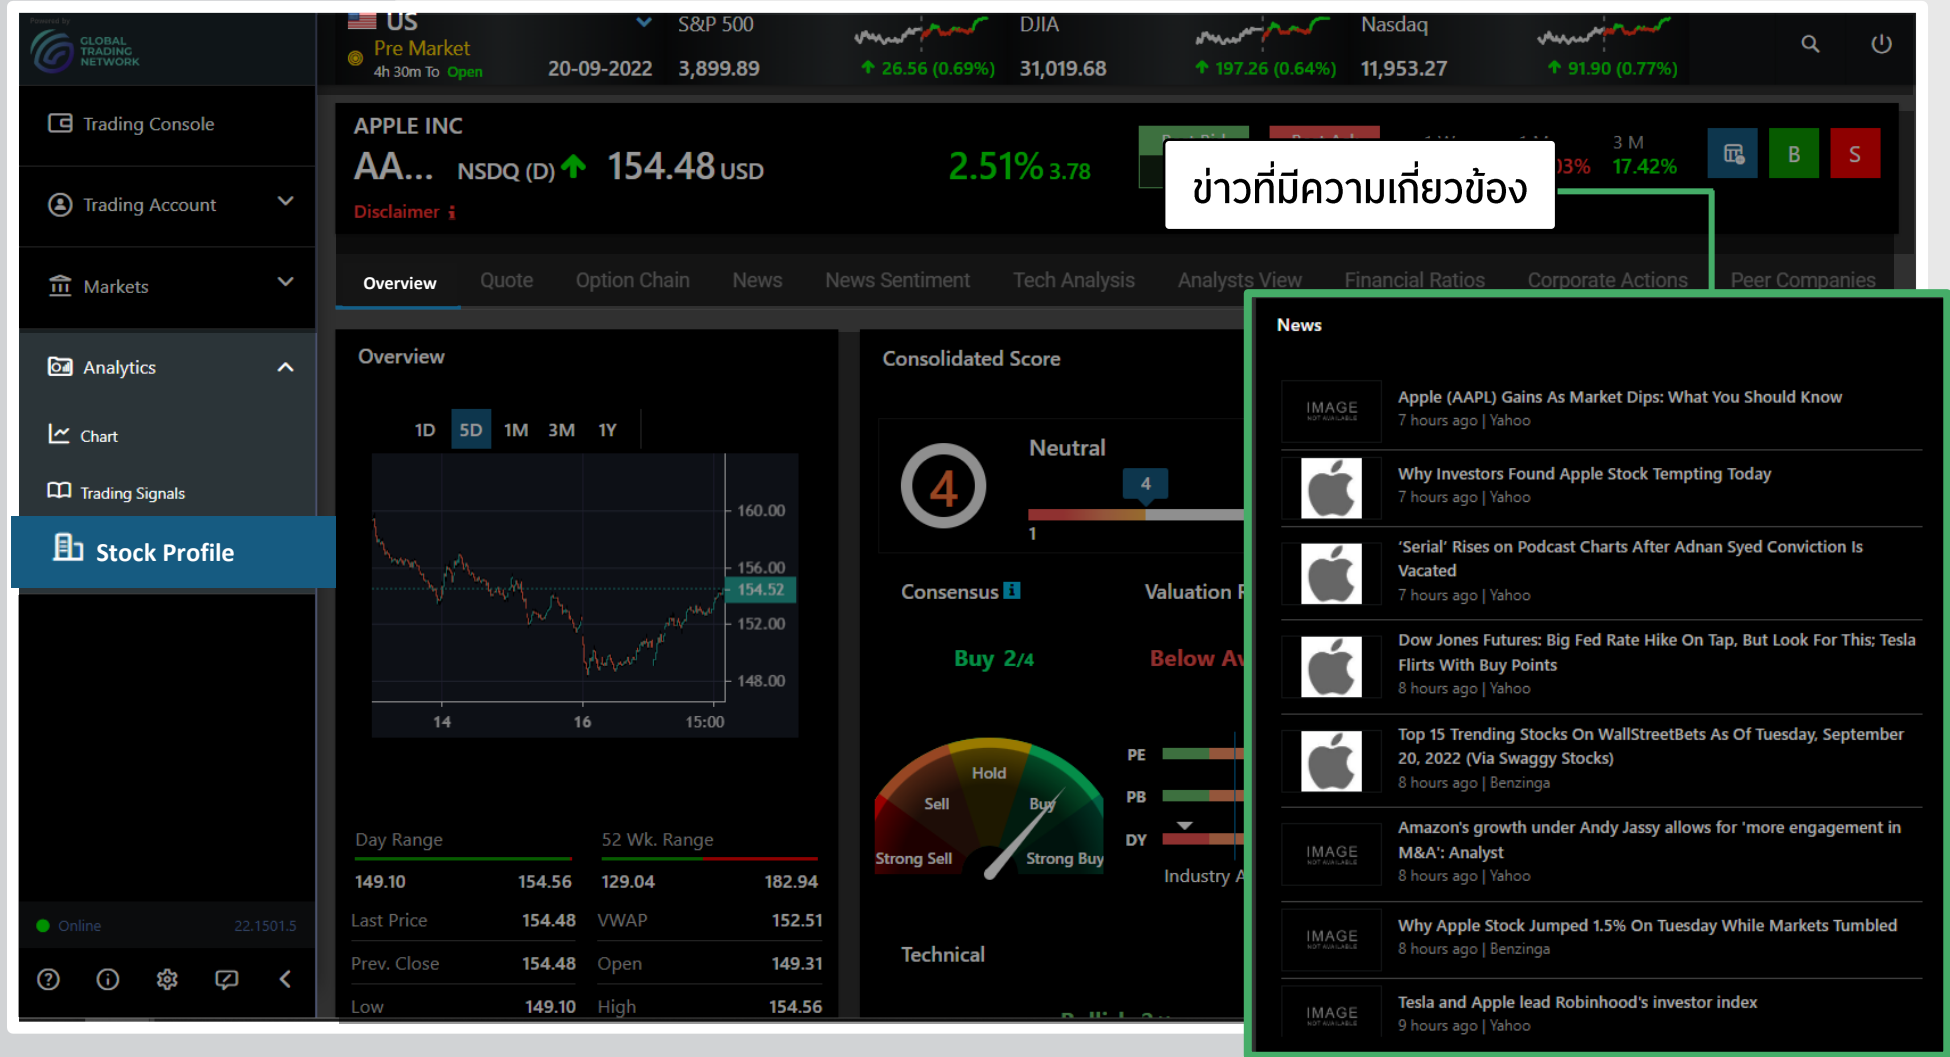 Powered by
GLOBAL
TRADING
NETWORK
US
Pre Market
4h 30m To Open
20-09-2022
S&P 500
3,899.89
26.56 (0.69%)
DJIA
31,019.68
197.26 (0.64%)
Nasdaq
11,953.27
91.90 (0.77%)
Trading Console
Trading Account
Markets
Analytics
Chart
Trading Signals
Stock Profile
Online
22.1501.5
APPLE INC
AA... NSDQ (D) 154.48 USD
2.51% 3.78
Disclaimer
3 M
17.42%
B
S
ข่าวที่มีความเกี่ยวข้อง
Overview
Quote
Option Chain
News
News Sentiment
Tech Analysis
Analysts View
Financial Ratios
Corporate Actions
Peer Companies
Overview
1D 5D 1M 3M 1Y
160.00
156.00
154.52
152.00
148.00
14 16 15:00
Day Range
149.10 154.56
52 Wk. Range
129.04 182.94
Last Price 154.48
VWAP 152.51
Prev. Close 154.48
Open 149.31
Low 149.10
High 154.56
Consolidated Score
4
Neutral
4
1
Consensus
Valuation
Buy 2/4
Below
Strong Sell
Sell
Hold
Buy
Strong Buy
PE
PB
DY
Industry
Technical
News
IMAGE
NOT AVAILABLE
Apple (AAPL) Gains As Market Dips: What You Should Know
7 hours ago | Yahoo
Why Investors Found Apple Stock Tempting Today
7 hours ago | Yahoo
'Serial' Rises on Podcast Charts After Adnan Syed Conviction Is
Vacated
7 hours ago | Yahoo
Dow Jones Futures: Big Fed Rate Hike On Tap, But Look For This; Tesla
Flirts With Buy Points
8 hours ago | Yahoo
Top 15 Trending Stocks On WallStreetBets As Of Tuesday, September
20, 2022 (Via Swaggy Stocks)
8 hours ago | Benzinga
IMAGE
NOT AVAILABLE
Amazon's growth under Andy Jassy allows for 'more engagement in
M&A': Analyst
8 hours ago | Yahoo
IMAGE
NOT AVAILABLE
Why Apple Stock Jumped 1.5% On Tuesday While Markets Tumbled
8 hours ago | Benzinga
IMAGE
NOT AVAILABLE
Tesla and Apple lead Robinhood's investor index
9 hours ago | Yahoo